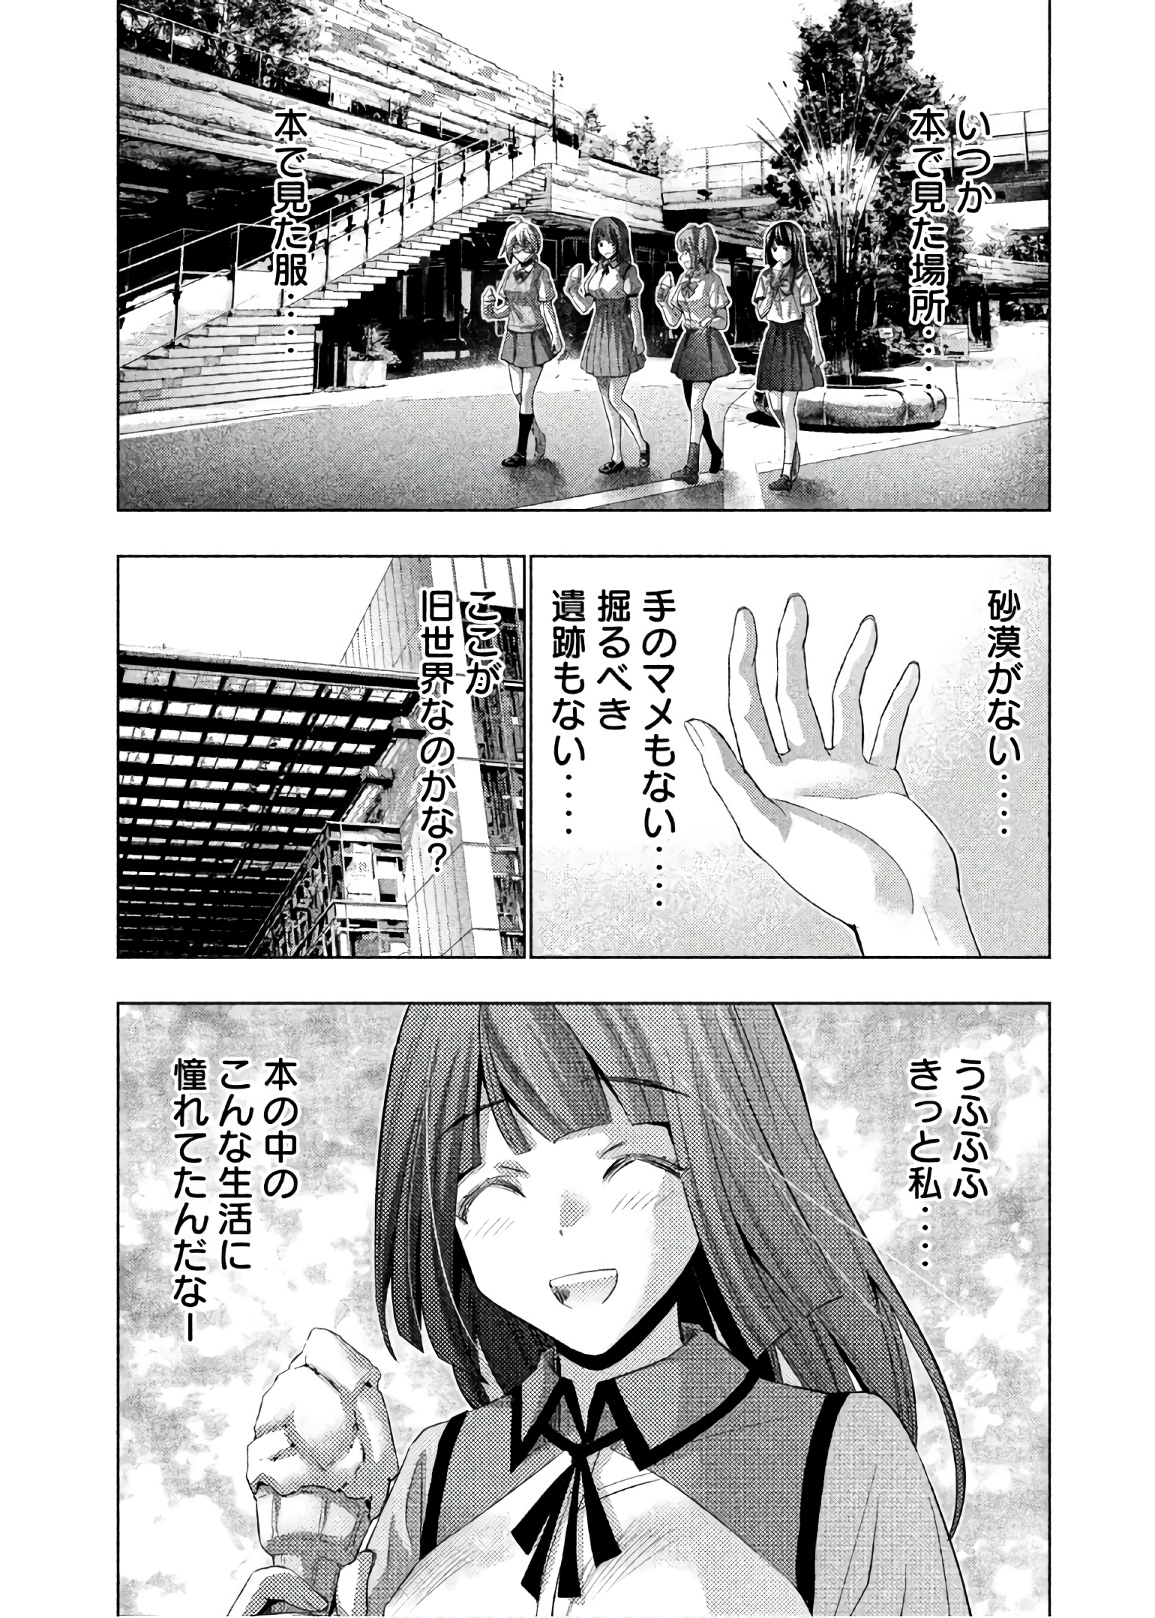 いつか
本で見た場所・・・・
本で見た服・・・・
砂漠がない・・・・
手のマメもない・・・・
掘るべき
遺跡もない・・・・
ここが
旧世界なのかな？
うふふふ
きっと私・・・・
本の中の
こんな生活に
憧れてたんだなー